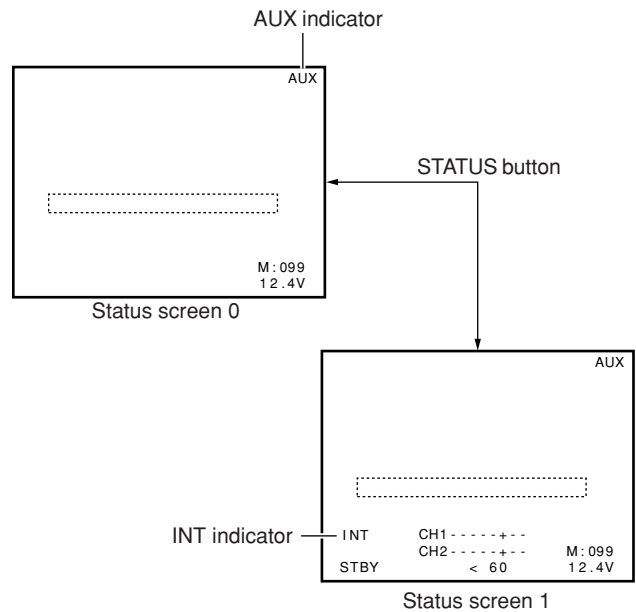 AUX indicator
AUX
STATUS button
M:099
12.4V
Status screen 0
AUX
INT indicator
INT CH1-----+--
CH2-----+-- M:099
STBY < 60 12.4V
Status screen 1